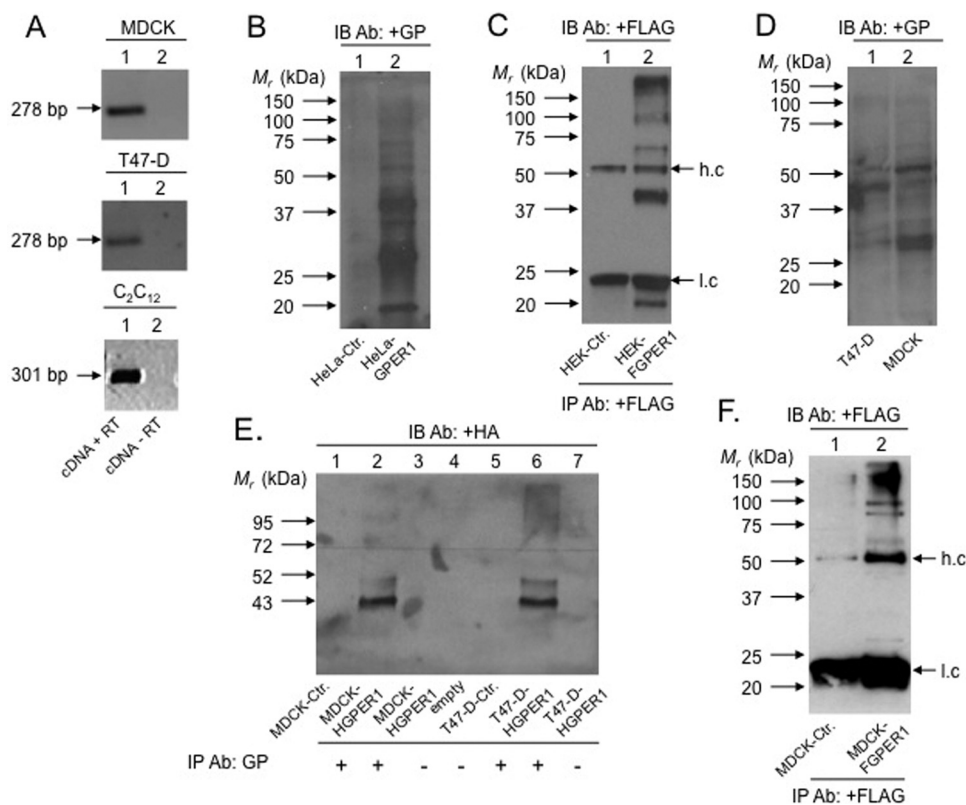 A
MDCK
1 2
278 bp
T47-D
1 2
278 bp
C2C12
1 2
301 bp
cDNA + RT
cDNA - RT
B
IB Ab: +GP
1 2
Mr (kDa)
150
100
75
50
37
25
20
HeLa-Ctr.
HeLa-
GPER1
C
IB Ab: +FLAG
1 2
Mr (kDa)
150
100
75
50
37
25
20
h.c
l.c
HEK-Ctr.
HEK-
FGPER1
IP Ab: +FLAG
D
IB Ab: +GP
1 2
Mr (kDa)
150
100
75
50
37
25
20
T47-D
MDCK
E.
IB Ab: +HA
1 2 3 4 5 6 7
Mr (kDa)
95
72
52
43
MDCK-Ctr.
MDCK-
HGPER1
MDCK-
HGPER1
empty
T47-D-Ctr.
T47-D-
HGPER1
T47-D-
HGPER1
IP Ab: GP + + - - + + -
F.
IB Ab: +FLAG
1 2
Mr (kDa)
150
100
75
50
37
25
20
h.c
l.c
MDCK-Ctr.
MDCK-
FGPER1
IP Ab: +FLAG